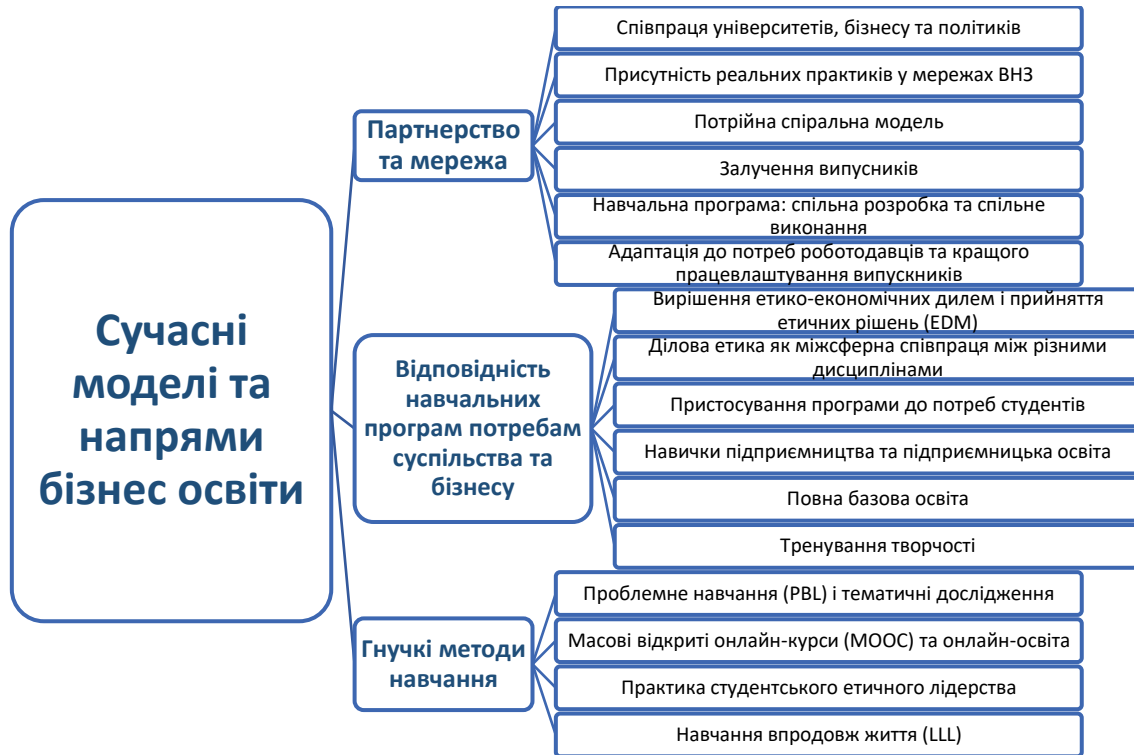 Сучасні
моделі та
напрями
бізнес освіти
Партнерство
та мережа
Співпраця університетів, бізнесу та політиків
Присутність реальних практиків у мережах ВНЗ
Потрійна спіральна модель
Залучення випусників
Навчальна програма: спільна розробка та спільне
виконання
Адаптація до потреб роботодавців та кращого
працевлаштування випускників
Відповідність
навчальних
програм потребам
суспільства та
бізнесу
Вирішення етико-економічних дилем і прийняття
етичних рішень (EDM)
Ділова етика як міжсферна співпраця між різними
дисциплінами
Пристосування програми до потреб студентів
Навички підприємництва та підприємницька освіта
Повна базова освіта
Тренування творчості
Гнучкі методи
навчання
Проблемне навчання (PBL) і тематичні дослідження
Масові відкриті онлайн-курси (MOOC) та онлайн-освіта
Практика студентського етичного лідерства
Навчання впродовж життя (LLL)